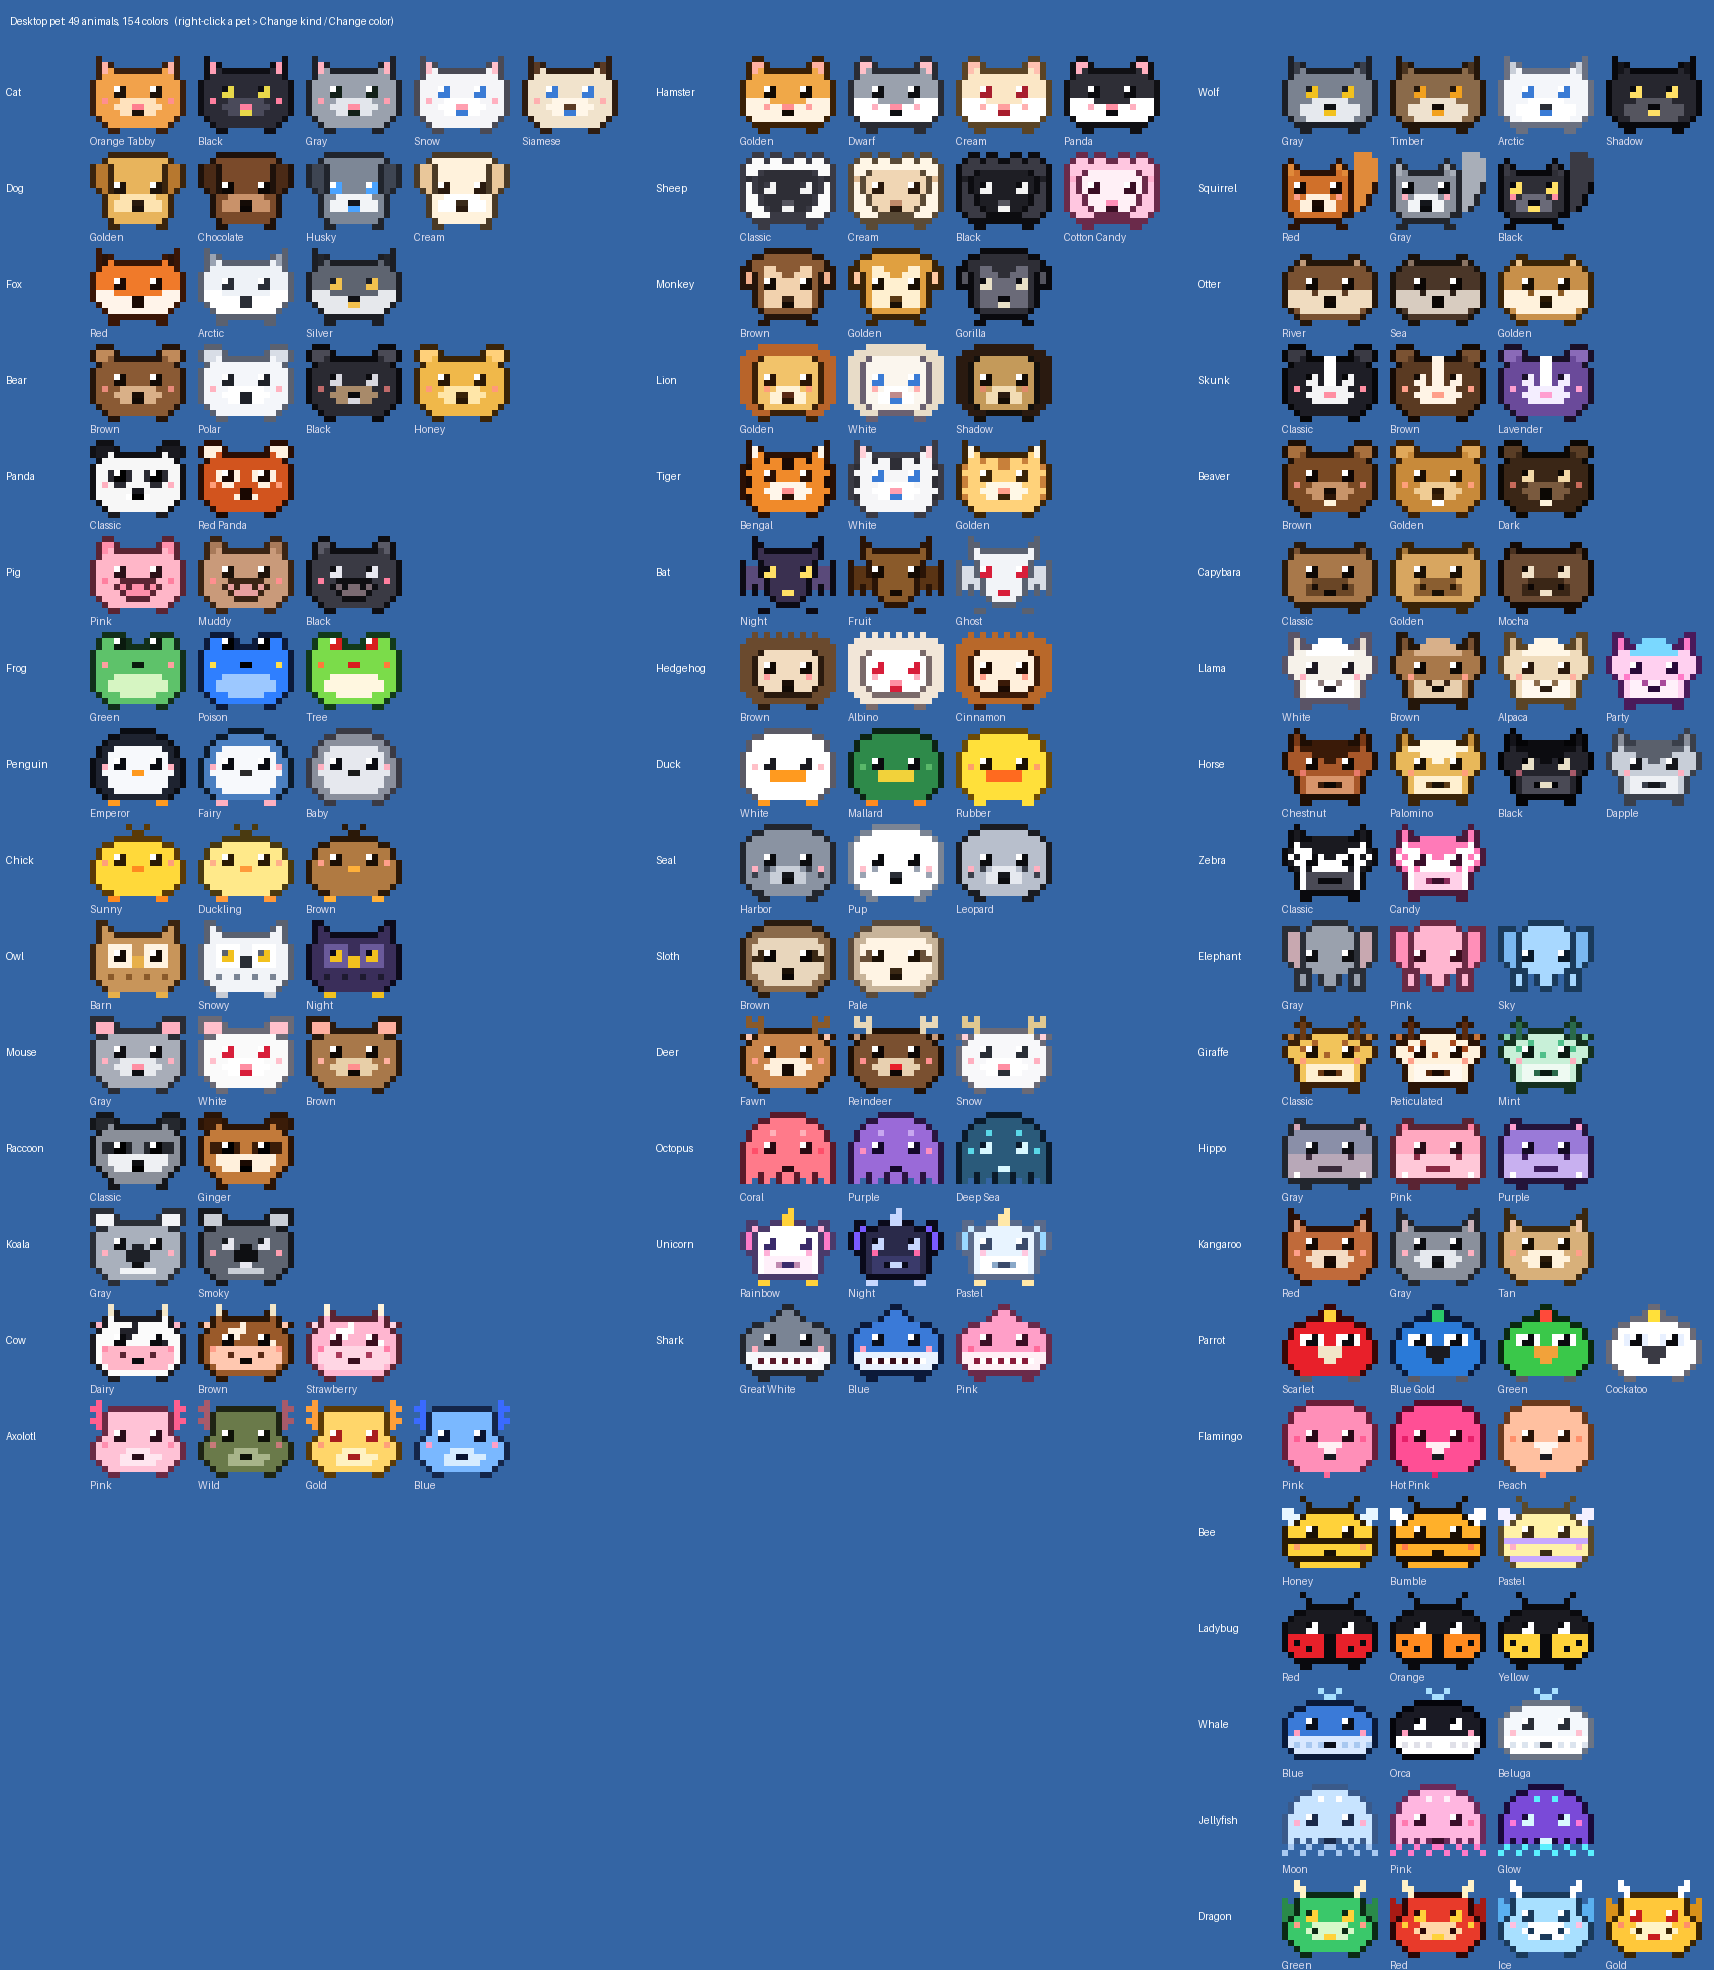 Desktop pet: 49 animals, 154 colors (right-click a pet > Change kind / Change color)
Cat
Orange Tabby Black Gray Snow Siamese
Dog
Golden Chocolate Husky Cream
Fox
Red Arctic Silver
Bear
Brown Polar Black Honey
Panda
Classic Red Panda
Pig
Pink Muddy Black
Frog
Green Poison Tree
Penguin
Emperor Fairy Baby
Chick
Sunny Duckling Brown
Owl
Barn Snowy Night
Mouse
Gray White Brown
Raccoon
Classic Ginger
Koala
Gray Smoky
Cow
Dairy Brown Strawberry
Axolotl
Pink Wild Gold Blue
Hamster
Golden Dwarf Cream Panda
Sheep
Classic Cream Black Cotton Candy
Monkey
Brown Golden Gorilla
Lion
Golden White Shadow
Tiger
Bengal White Golden
Bat
Night Fruit Ghost
Hedgehog
Brown Albino Cinnamon
Duck
White Mallard Rubber
Seal
Harbor Pup Leopard
Sloth
Brown Pale
Deer
Fawn Reindeer Snow
Octopus
Coral Purple Deep Sea
Unicorn
Rainbow Night Pastel
Shark
Great White Blue Pink
Wolf
Gray Timber Arctic Shadow
Squirrel
Red Gray Black
Otter
River Sea Golden
Skunk
Classic Brown Lavender
Beaver
Brown Golden Dark
Capybara
Classic Golden Mocha
Llama
White Brown Alpaca Party
Horse
Chestnut Palomino Black Dapple
Zebra
Classic Candy
Elephant
Gray Pink Sky
Giraffe
Classic Reticulated Mint
Hippo
Gray Pink Purple
Kangaroo
Red Gray Tan
Parrot
Scarlet Blue Gold Green Cockatoo
Flamingo
Pink Hot Pink Peach
Bee
Honey Bumble Pastel
Ladybug
Red Orange Yellow
Whale
Blue Orca Beluga
Jellyfish
Moon Pink Glow
Dragon
Green Red Ice Gold